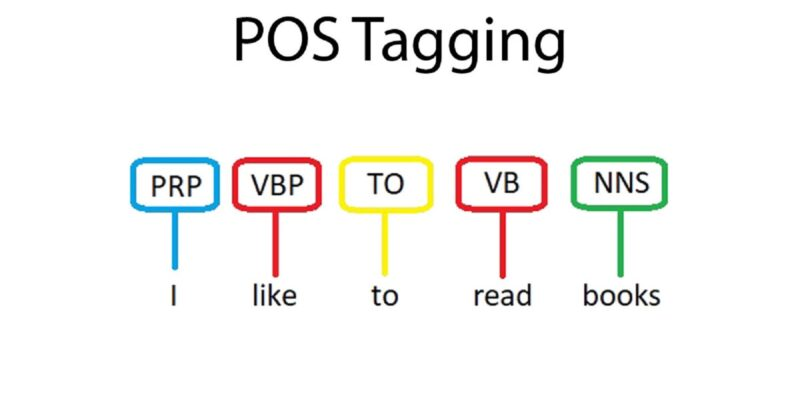 POS Tagging
PRP VBP TO VB NNS
I like to read books